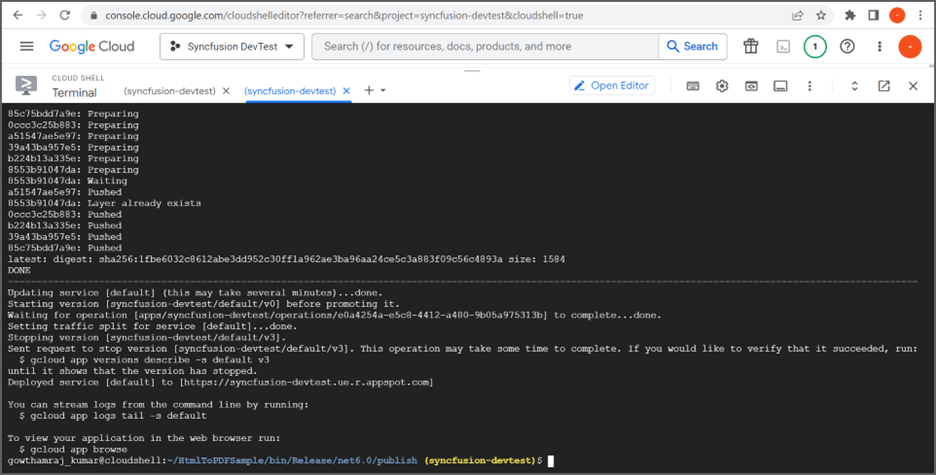 console.cloud.google.com/cloudshelleditor?referrer=search&project=syncfusion-devtest&cloudshell=true
Google Cloud
Syncfusion DevTest
Search (/) for resources, docs, products, and more
Search
1
CLOUD SHELL
Terminal
(syncfusion-devtest)
(syncfusion-devtest)
Open Editor
85c75bdd7a9e: Preparing
0ccc3c25b883: Preparing
a51547ae5e97: Preparing
39a43ba957e5: Preparing
b224b13a335e: Preparing
8553b91047da: Preparing
8553b91047da: Waiting
a51547ae5e97: Pushed
8553b91047da: Layer already exists
0ccc3c25b883: Pushed
b224b13a335e: Pushed
39a43ba957e5: Pushed
85c75bdd7a9e: Pushed
latest: digest: sha256:1fbe6032c8612abe3dd952c30ff1a962ae3ba96aa24ce5c3a883f09c56c4893a size: 1584
DONE
Updating service [default] (this may take several minutes)...done.
Starting version [syncfusion-devtest/default/v0] before promoting it.
Waiting for operation [apps/syncfusion-devtest/operations/e0a4254a-e5c8-4412-a480-9b05a975313b] to complete...done.
Setting traffic split for service [default]...done.
Stopping version [syncfusion-devtest/default/v3].
Sent request to stop version [syncfusion-devtest/default/v3]. This operation may take some time to complete. If you would like to verify that it succeeded, run:
$ gcloud app versions describe -s default v3
until it shows that the version has stopped.
Deployed service [default] to [https://syncfusion-devtest.ue.r.appspot.com]
You can stream logs from the command line by running:
$ gcloud app logs tail -s default
To view your application in the web browser run:
$ gcloud app browse
gowthamraj_kumar@cloudshell:~/HtmlToPDFSample/bin/Release/net6.0/publish (syncfusion-devtest)$